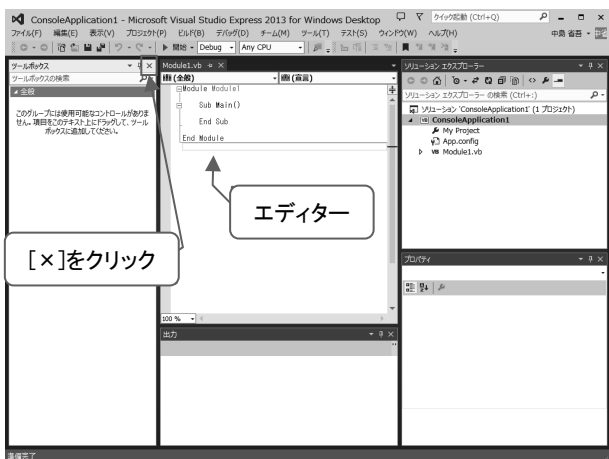 ConsoleApplication1 - Microsoft Visual Studio Express 2013 for Windows Desktop
クイック起動 (Ctrl+Q)
ファイル(F) 編集(E) 表示(V) プロジェクト(P) ビルド(B) デバッグ(D) チーム(M) ツール(T) テスト(S) ウィンドウ(W) ヘルプ(H)
中島 省吾
開始 Debug Any CPU
ツールボックス
ツールボックスの検索
全般
このグループには使用可能なコントロールがありま
せん。項目をこのテキスト上にドラッグして、ツール
ボックスに追加してください。
Module1.vb
(全般) (宣言)
Module Module1
Sub Main()
End Sub
End Module
エディター
[×]をクリック
100 %
出力
ソリューション エクスプローラー
ソリューション エクスプローラー の検索 (Ctrl+:)
ソリューション 'ConsoleApplication1' (1 プロジェクト)
VB ConsoleApplication1
My Project
App.config
VB Module1.vb
プロパティ
準備完了